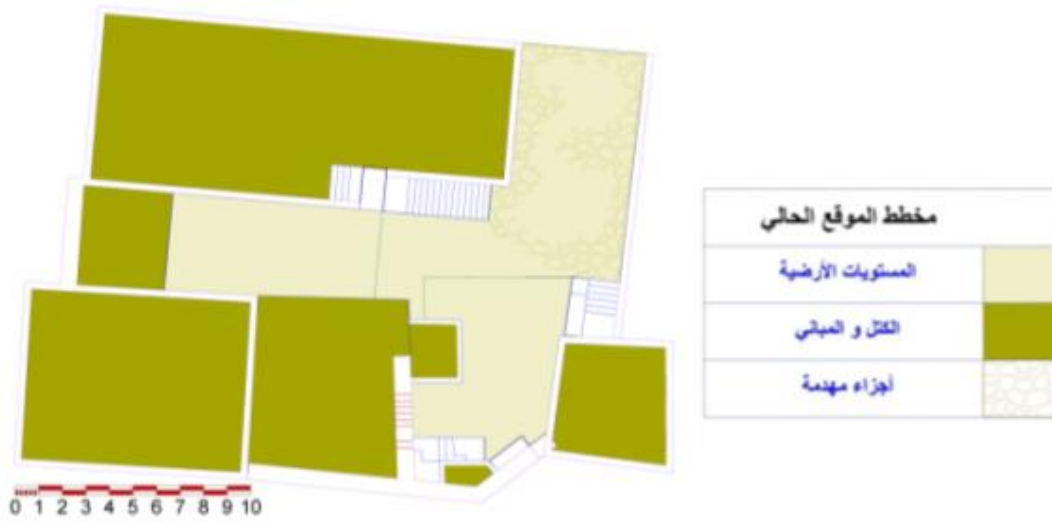 مخطط الموقع الحالي
المستويات الأرضية
الكتل و المباني
أجزاء مهدمة
0 1 2 3 4 5 6 7 8 9 10